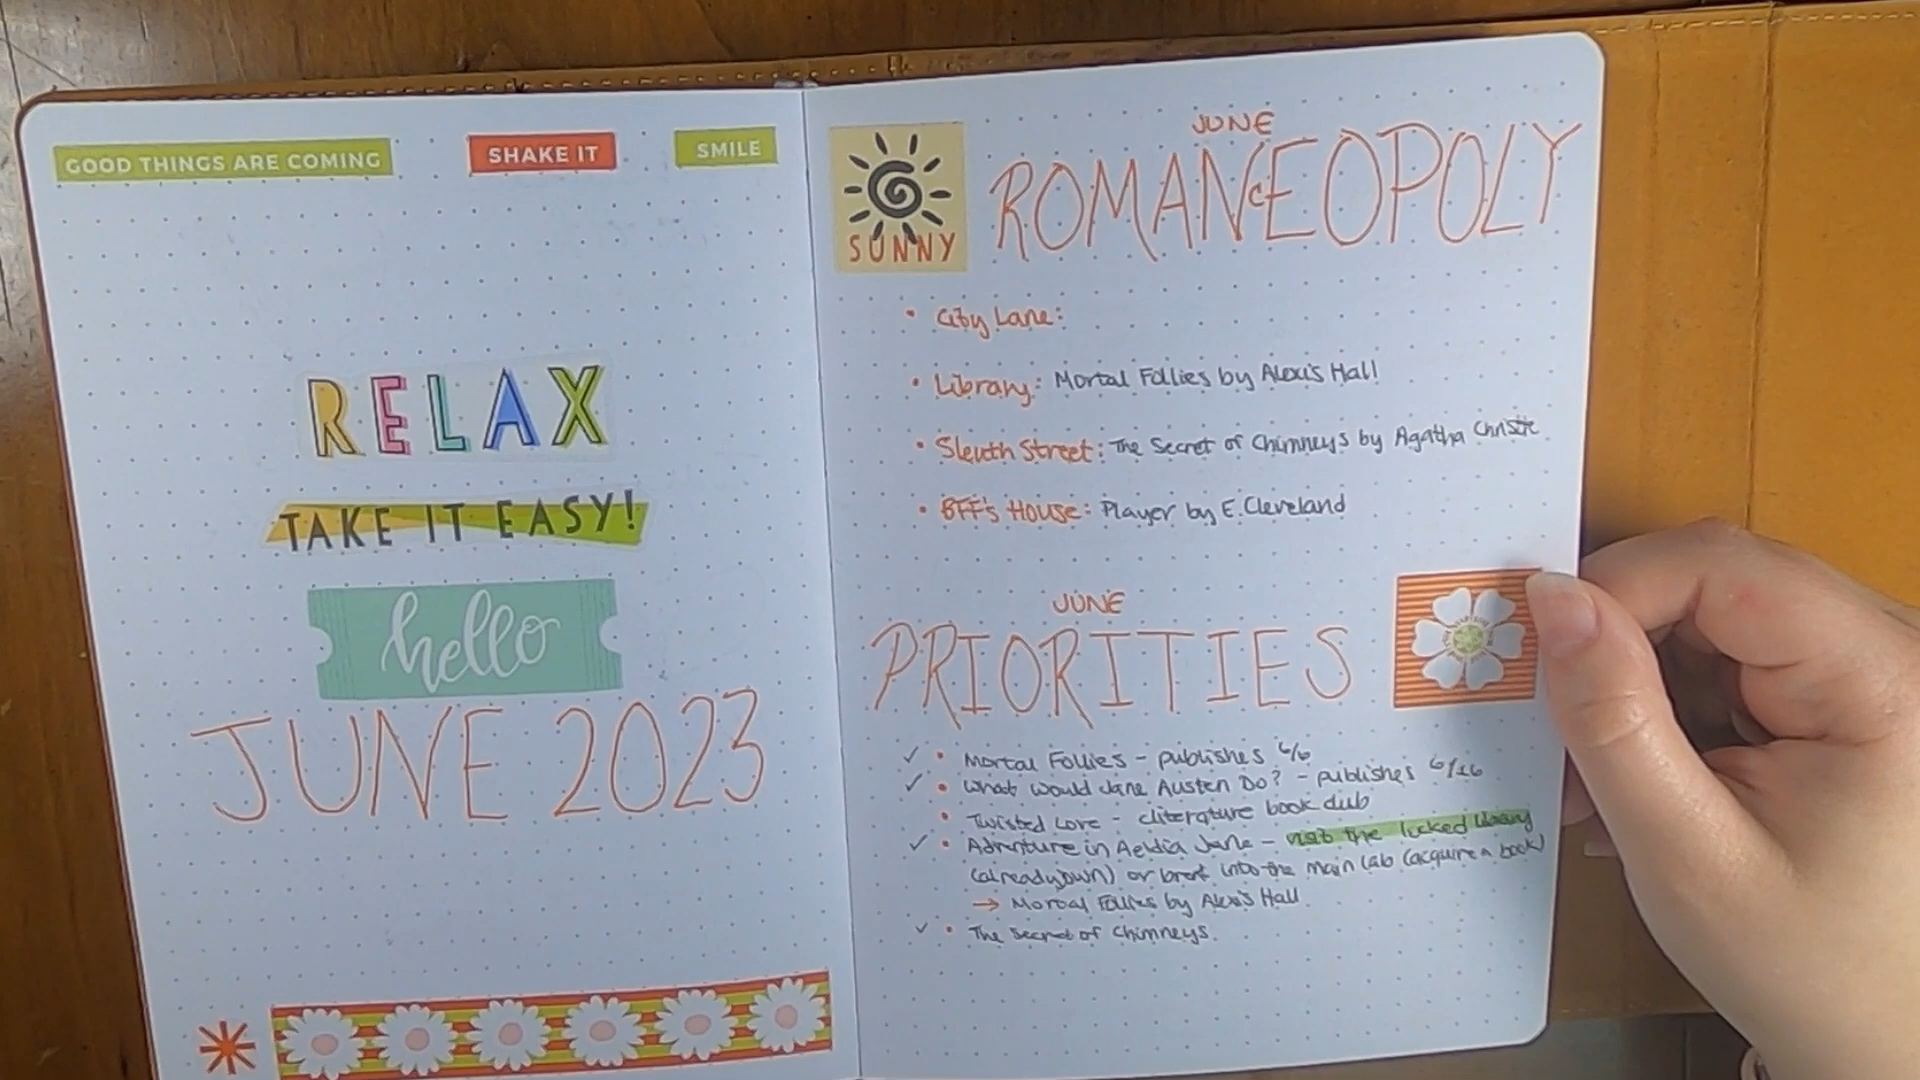 GOOD THINGS ARE COMING
SHAKE IT
SMILE
RELAX
TAKE IT EASY!
hello
JUNE 2023
SUNNY
JUNE
ROMANCEOPOLY
• City Lane:
• Library: Mortal Follies by Alexis Hall
• Sleuth Street: The Secret of Chimneys by Agatha Christie
• BFF's House: Player by E. Cleveland
JUNE
PRIORITIES
✓ • Mortal Follies - publishes 6/6
✓ • What Would Jane Austen Do? - publishes 6/16
• Twisted Love - cliterature book club
✓ • Adventure in Aeldia June - visit the locked library
(already own) or break into the main lab (acquire a book)
→ Mortal Follies by Alexis Hall
✓ • The Secret of Chimneys